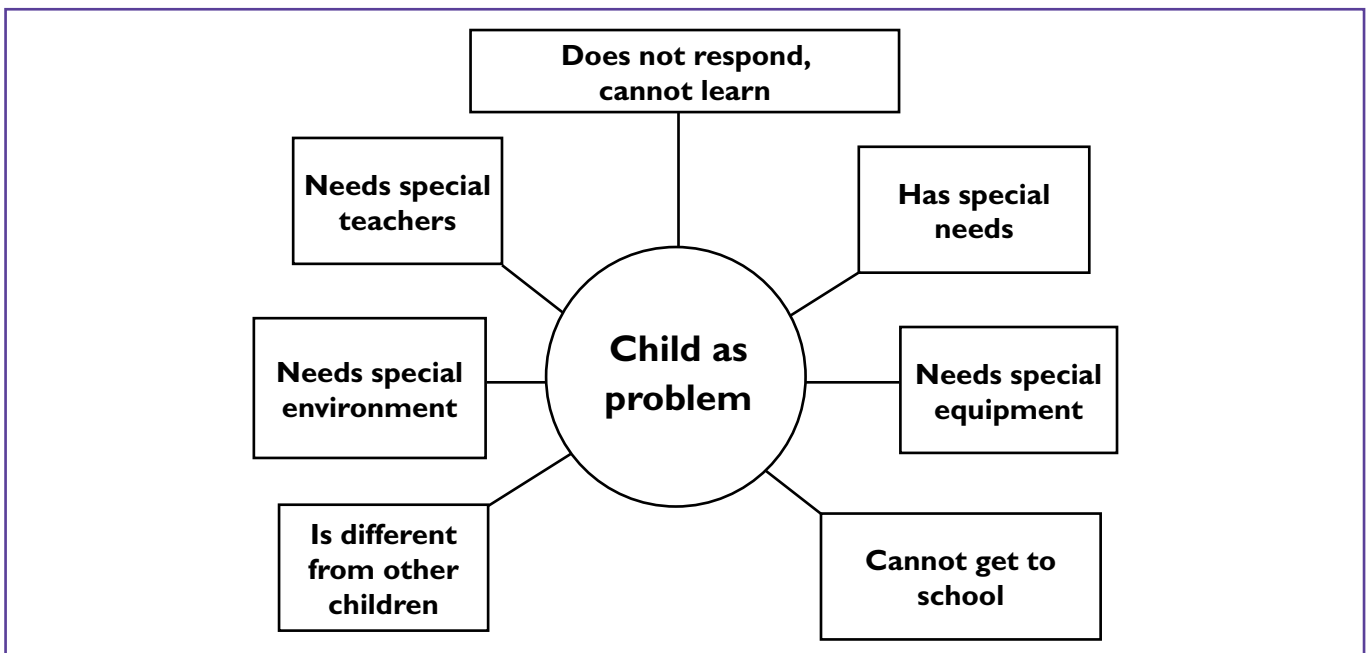 Does not respond,
cannot learn
Needs special
teachers
Has special
needs
Child as
problem
Needs special
environment
Needs special
equipment
Is different
from other
children
Cannot get to
school